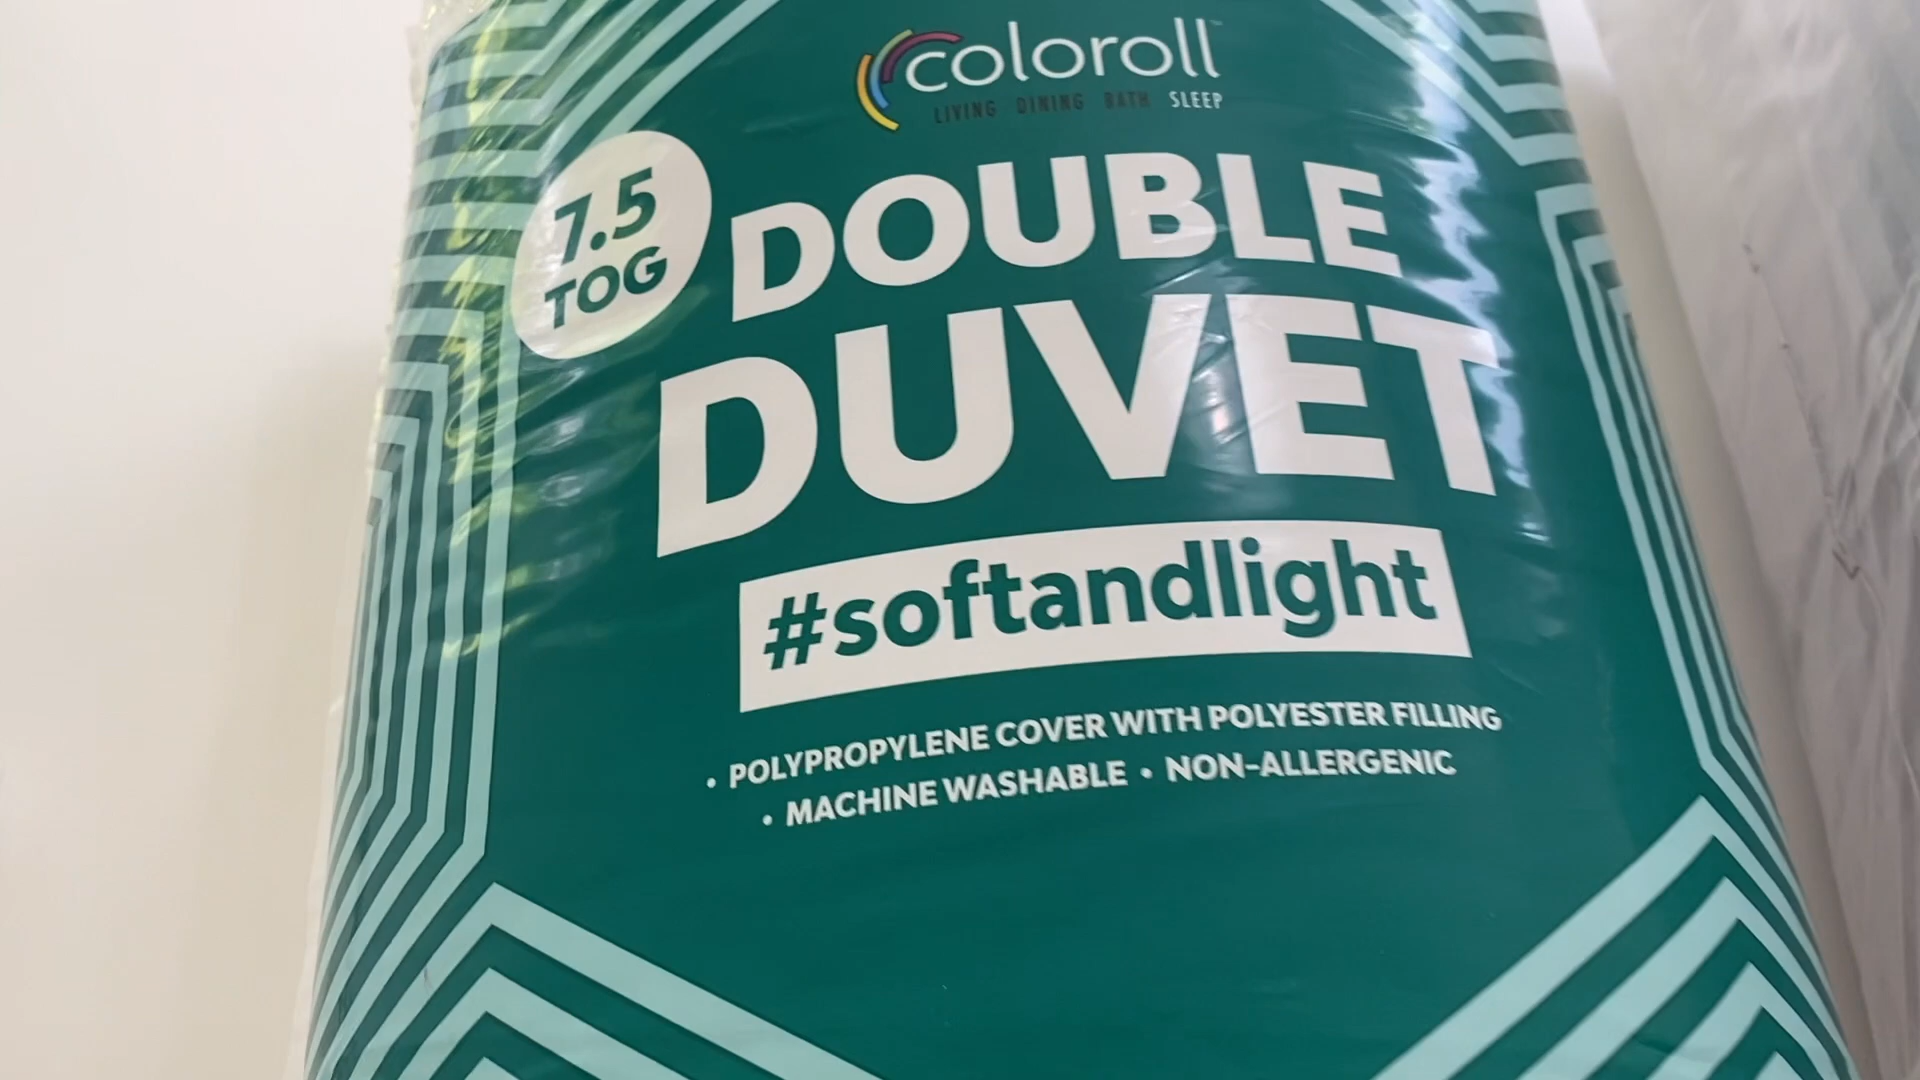 coloroll™
LIVING DINING BATH SLEEP
7.5
TOG
DOUBLE
DUVET
#softandlight
• POLYPROPYLENE COVER WITH POLYESTER FILLING
• MACHINE WASHABLE • NON-ALLERGENIC